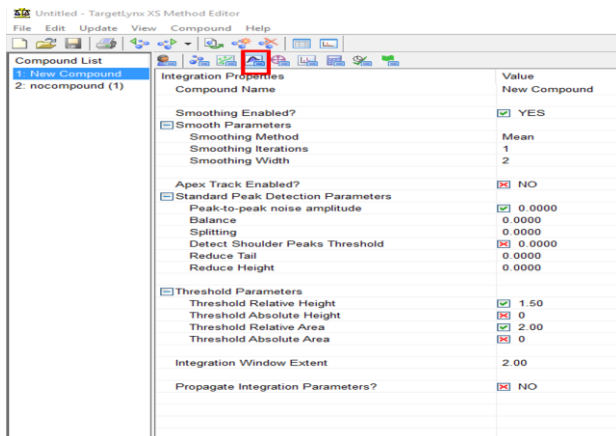 Untitled - TargetLynx XS Method Editor
File Edit Update View Compound Help
Compound List
1: New Compound
2: nocompound (1)
Integration Properties Value
Compound Name New Compound
Smoothing Enabled? YES
Smooth Parameters
Smoothing Method Mean
Smoothing Iterations 1
Smoothing Width 2
Apex Track Enabled? NO
Standard Peak Detection Parameters
Peak-to-peak noise amplitude 0.0000
Balance 0.0000
Splitting 0.0000
Detect Shoulder Peaks Threshold 0.0000
Reduce Tail 0.0000
Reduce Height 0.0000
Threshold Parameters
Threshold Relative Height 1.50
Threshold Absolute Height 0
Threshold Relative Area 2.00
Threshold Absolute Area 0
Integration Window Extent 2.00
Propagate Integration Parameters? NO